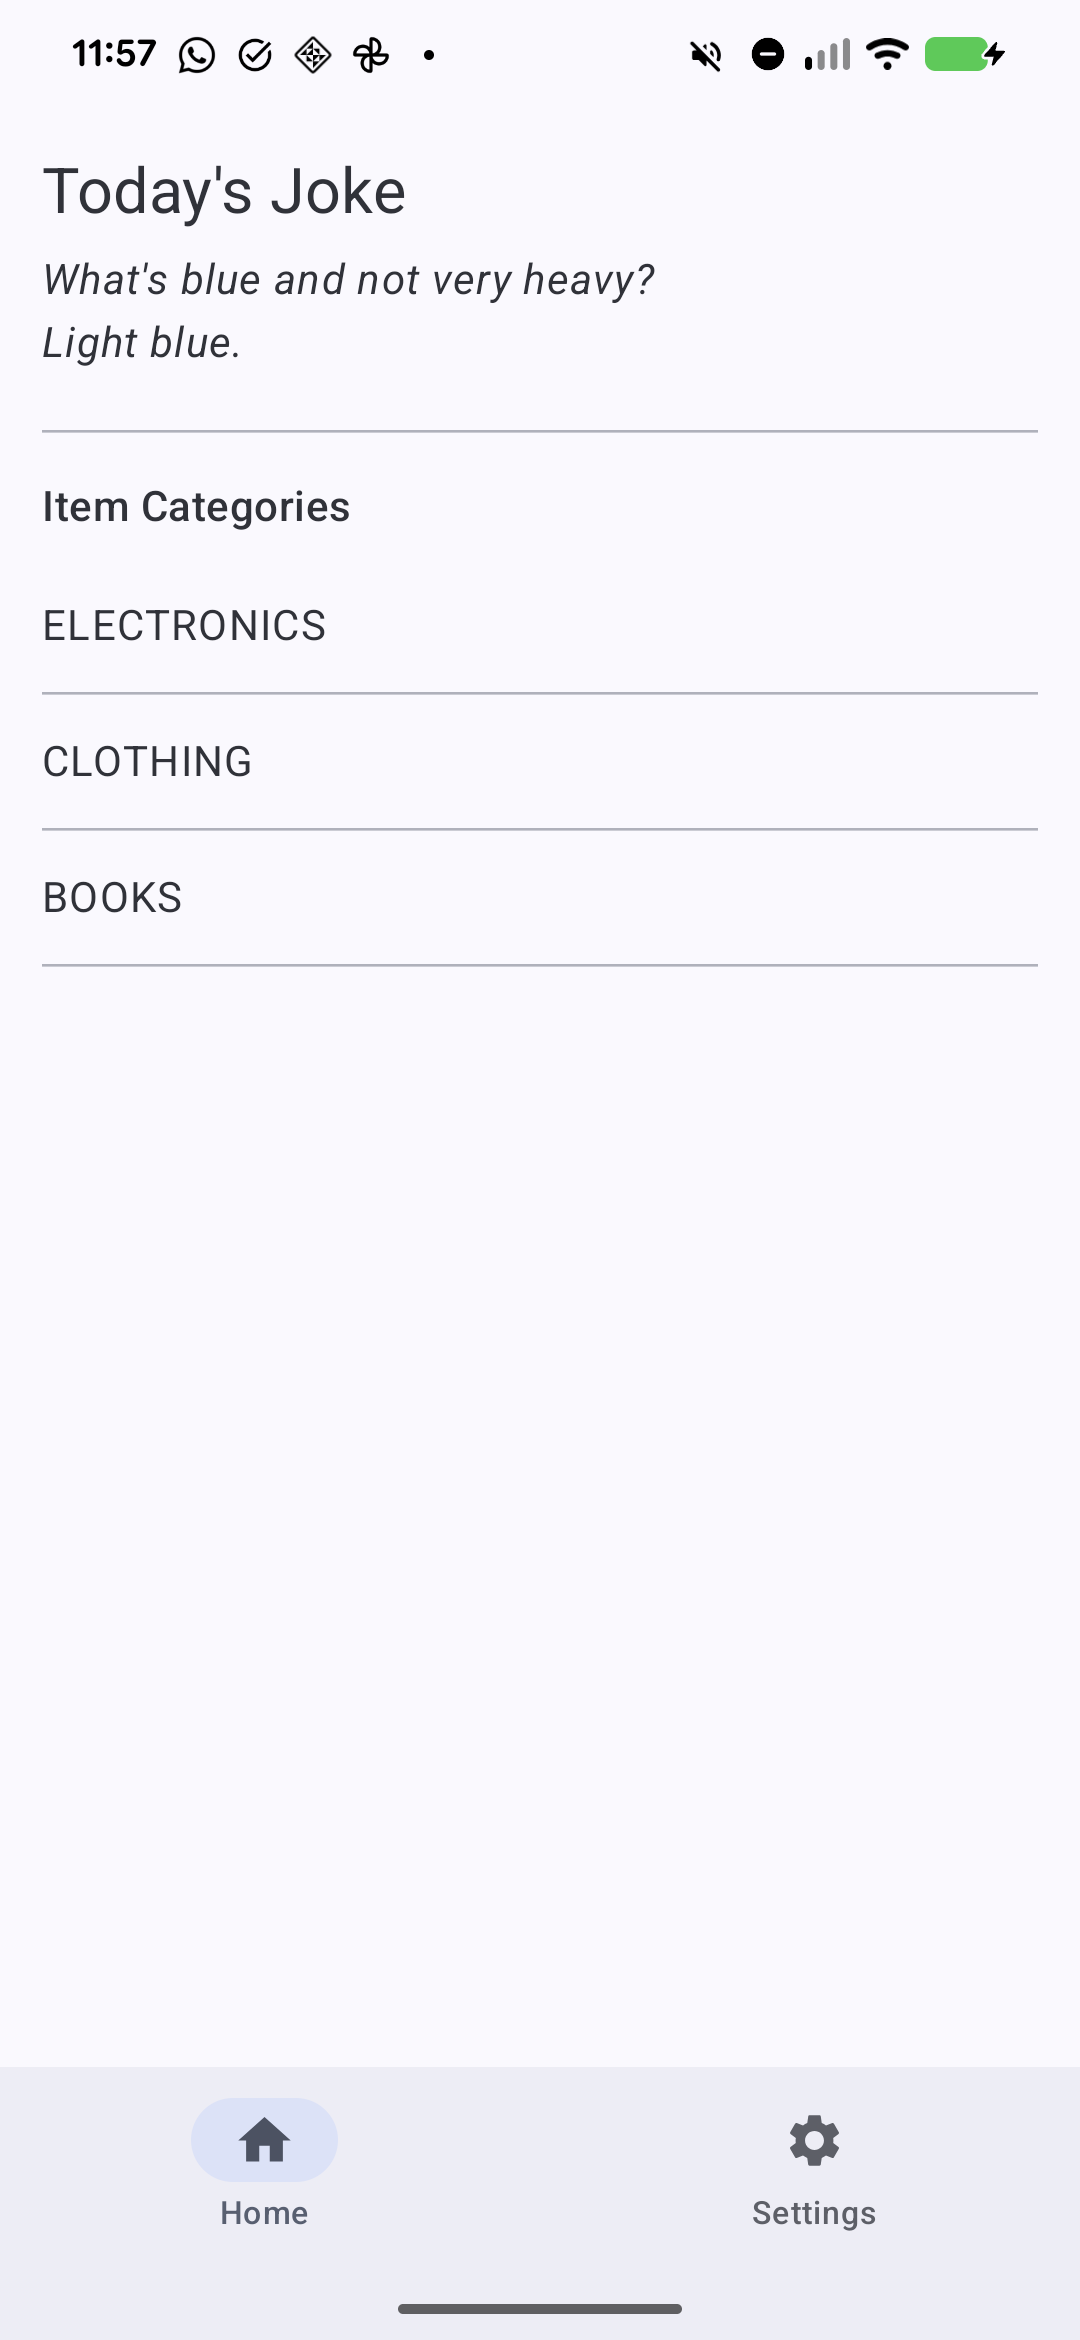 11:57
Today's Joke
What's blue and not very heavy?
Light blue.
Item Categories
ELECTRONICS
CLOTHING
BOOKS
Home
Settings